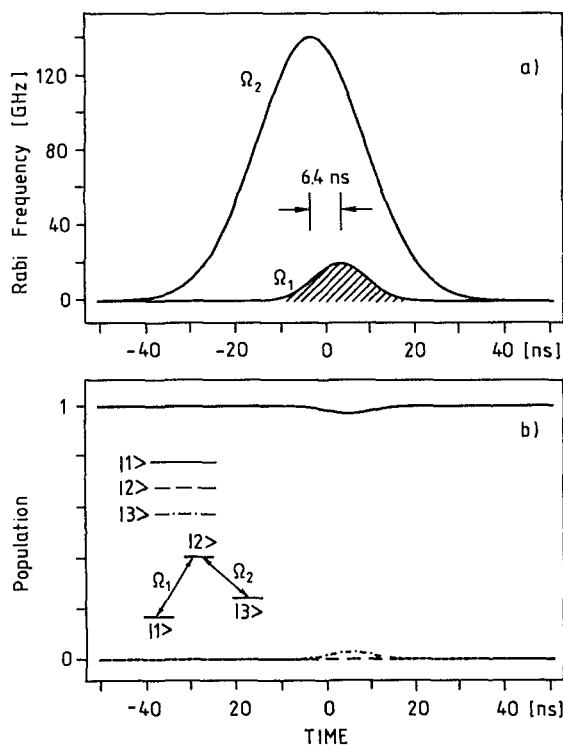 a)
Rabi Frequency [GHz]
120
80
40
0
Ω2
6.4 ns
Ω1
-40 -20 0 20 40 [ns]
b)
Population
1
0
|1>
|2>
|3>
|2>
Ω1 Ω2
|3>
|1>
-40 20 0 20 40 [ns]
TIME